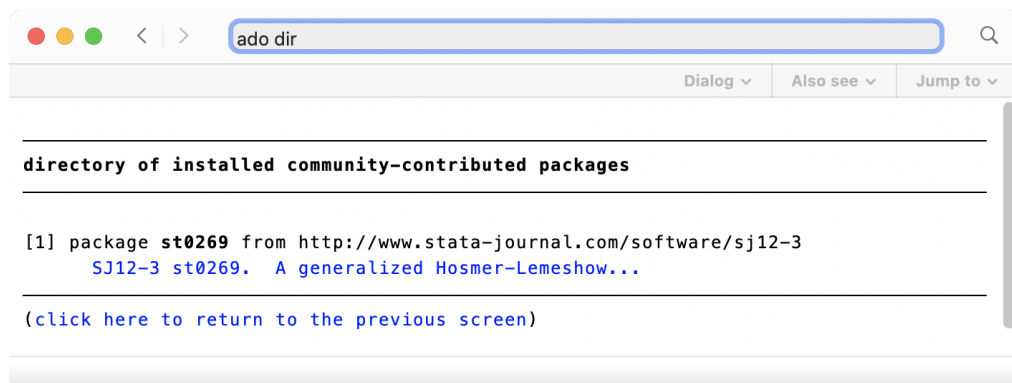 ado dir
Dialog Also see Jump to
directory of installed community-contributed packages
[1] package st0269 from http://www.stata-journal.com/software/sj12-3
SJ12-3 st0269.  A generalized Hosmer-Lemeshow...
(click here to return to the previous screen)